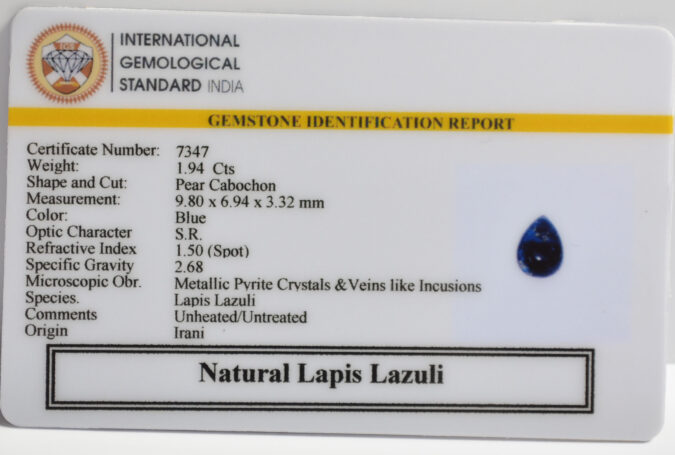 IGS
INTERNATIONAL
GEMOLOGICAL
STANDARD INDIA
GEMSTONE IDENTIFICATION REPORT
Certificate Number: 7347
Weight: 1.94 Cts
Shape and Cut: Pear Cabochon
Measurement: 9.80 x 6.94 x 3.32 mm
Color: Blue
Optic Character S.R.
Refractive Index 1.50 (Spot)
Specific Gravity 2.68
Microscopic Obr. Metallic Pyrite Crystals &Veins like Incusions
Species. Lapis Lazuli
Comments Unheated/Untreated
Origin Irani
Natural Lapis Lazuli